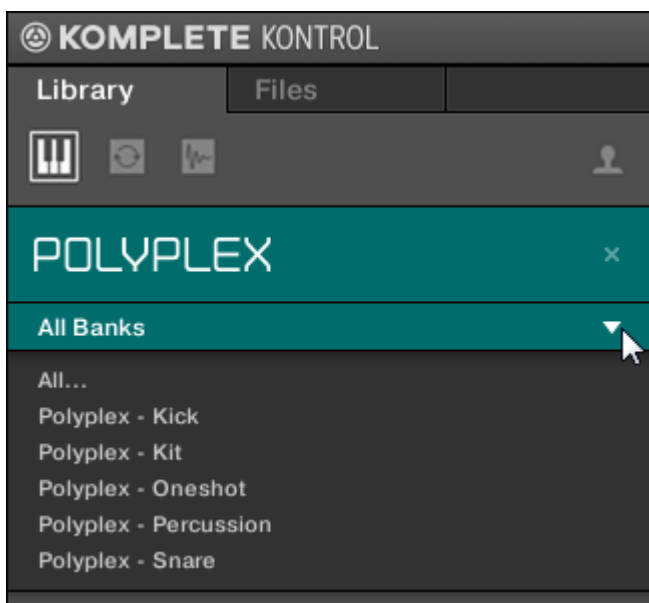 KOMPLETE KONTROL
Library Files
POLYPLEX
All Banks
All...
Polyplex - Kick
Polyplex - Kit
Polyplex - Oneshot
Polyplex - Percussion
Polyplex - Snare